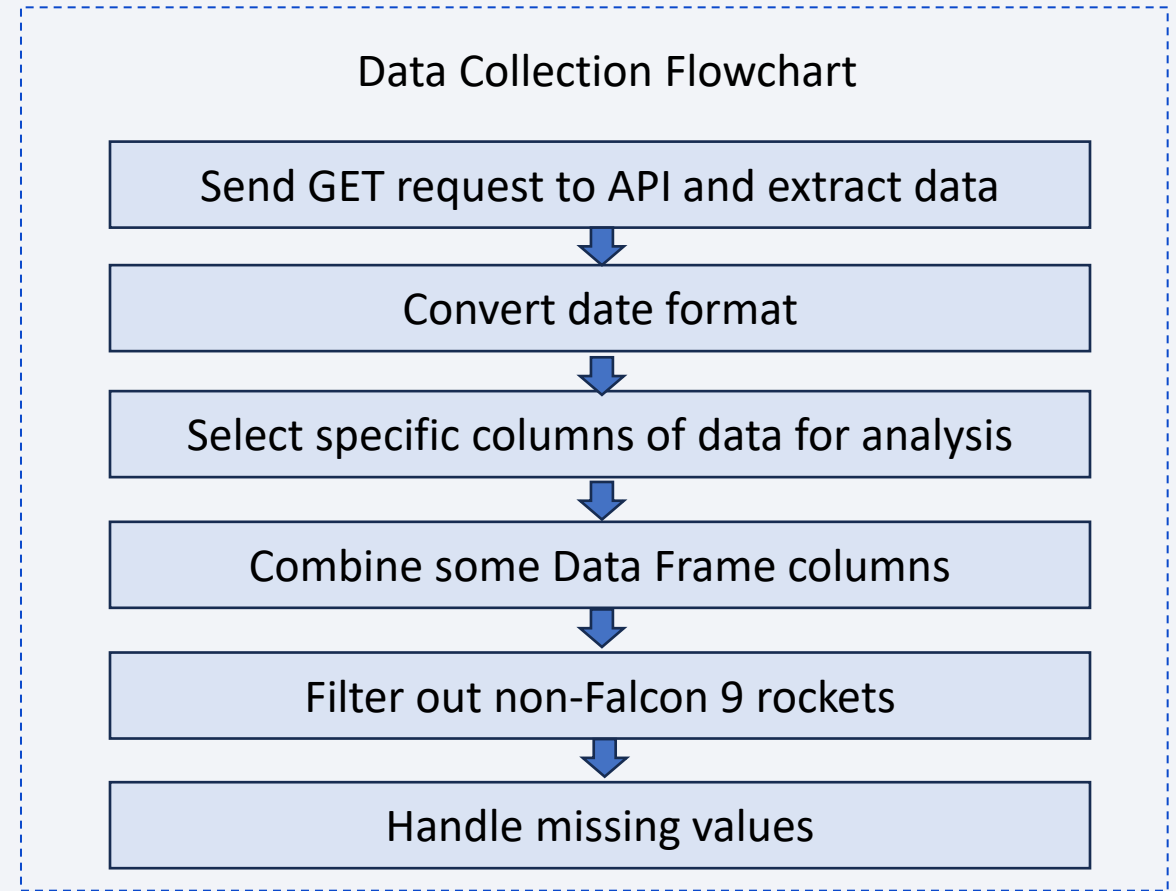 Data Collection Flowchart
Send GET request to API and extract data
Convert date format
Select specific columns of data for analysis
Combine some Data Frame columns
Filter out non-Falcon 9 rockets
Handle missing values